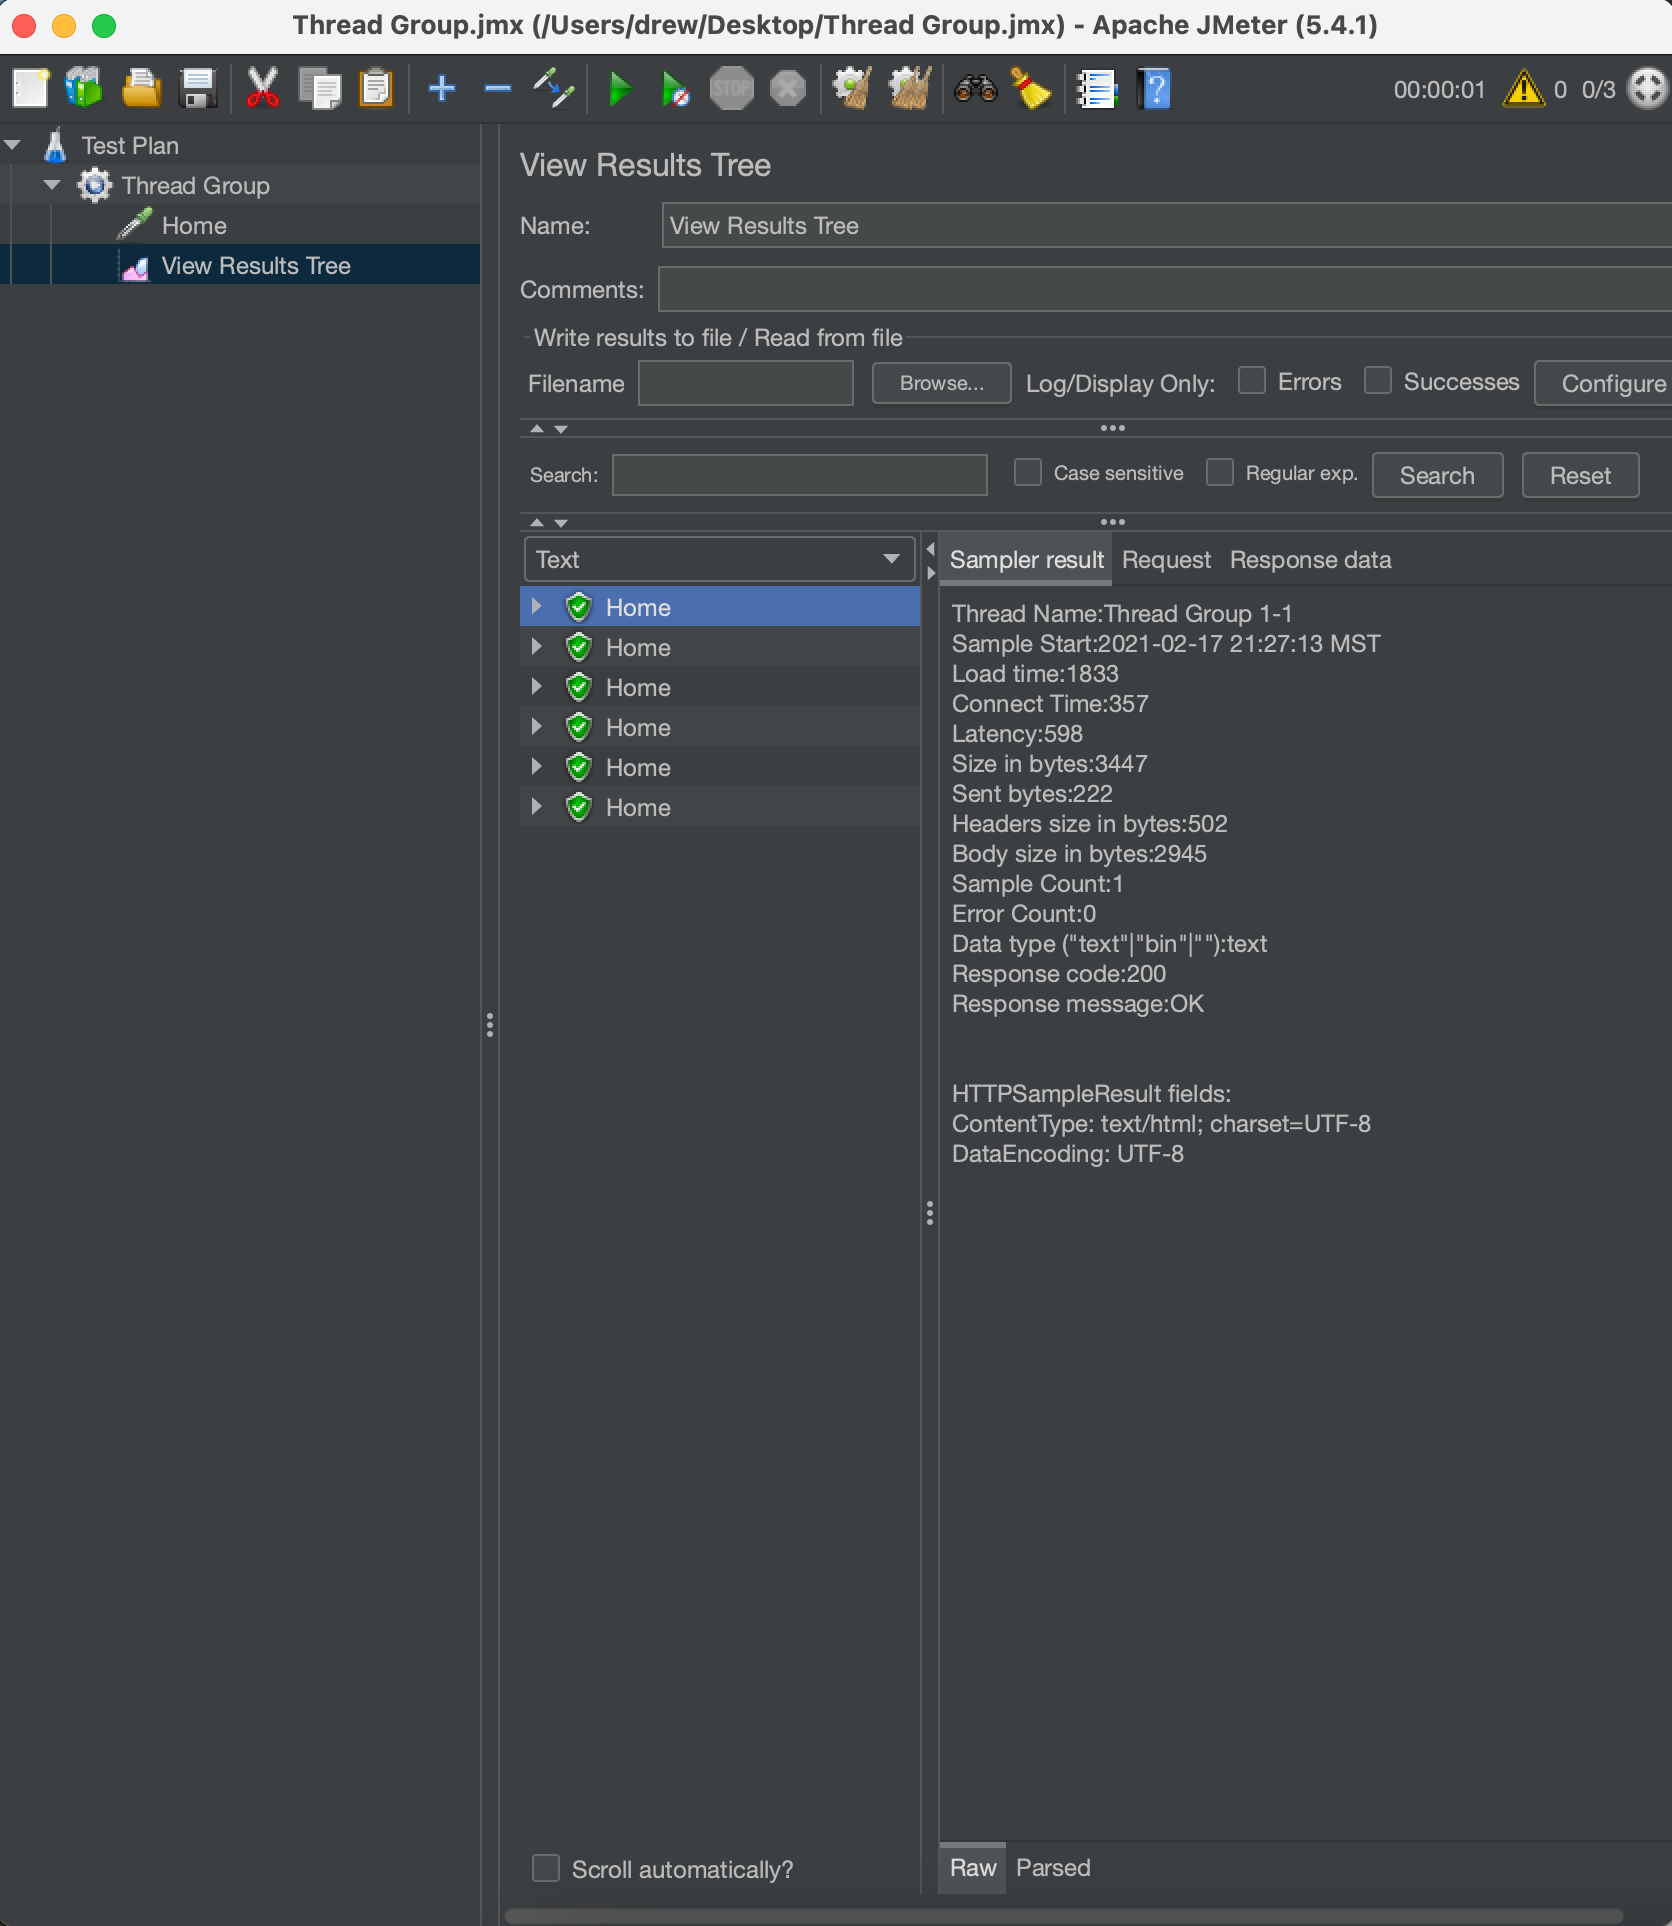 Thread Group.jmx (/Users/drew/Desktop/Thread Group.jmx) - Apache JMeter (5.4.1)
STOP
00:00:01 0 0/3
Test Plan
Thread Group
Home
View Results Tree
View Results Tree
Name: View Results Tree
Comments:
Write results to file / Read from file
Filename Browse... Log/Display Only: Errors Successes Configure
Search: Case sensitive Regular exp. Search Reset
Text
Home
Home
Home
Home
Home
Home
Scroll automatically?
Sampler result Request Response data
Thread Name:Thread Group 1-1
Sample Start:2021-02-17 21:27:13 MST
Load time:1833
Connect Time:357
Latency:598
Size in bytes:3447
Sent bytes:222
Headers size in bytes:502
Body size in bytes:2945
Sample Count:1
Error Count:0
Data type ("text"|"bin"|""):text
Response code:200
Response message:OK
HTTPSampleResult fields:
ContentType: text/html; charset=UTF-8
DataEncoding: UTF-8
Raw Parsed